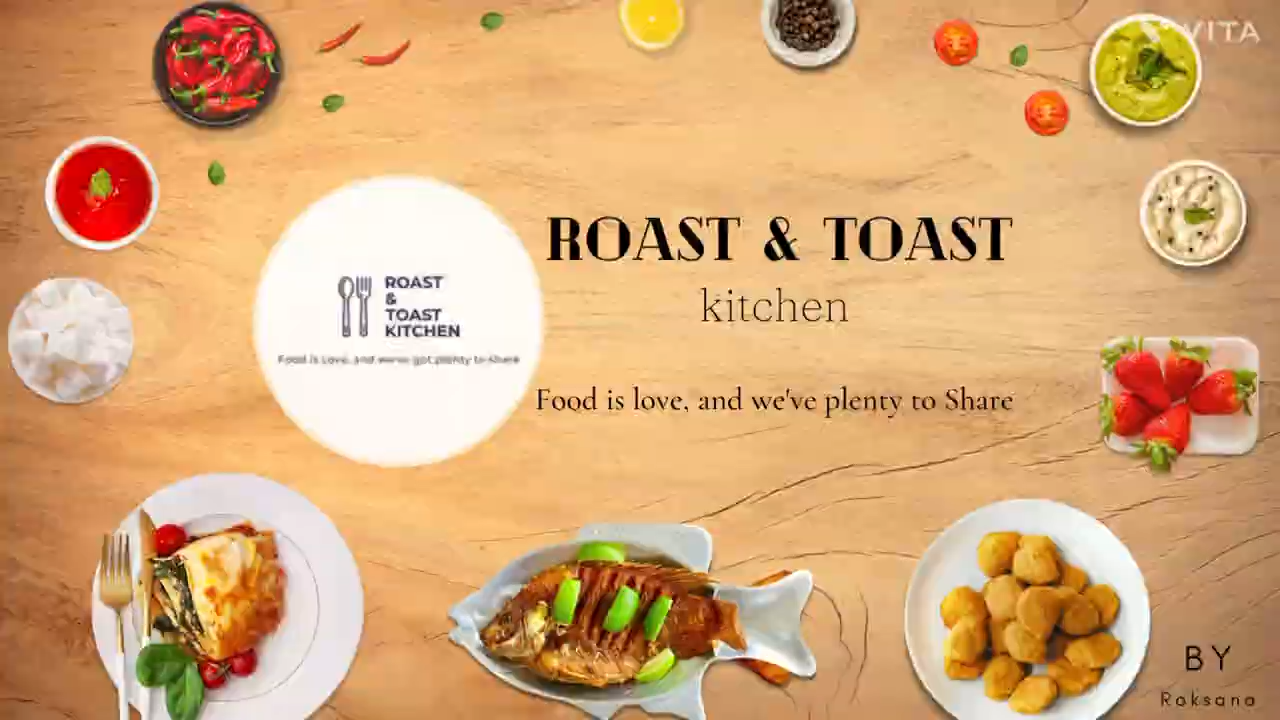 VITA
ROAST & TOAST
kitchen
Food is love, and we've plenty to Share
ROAST
&
TOAST
KITCHEN
Food is Love, and we've got plenty to Share
BY
Roksana